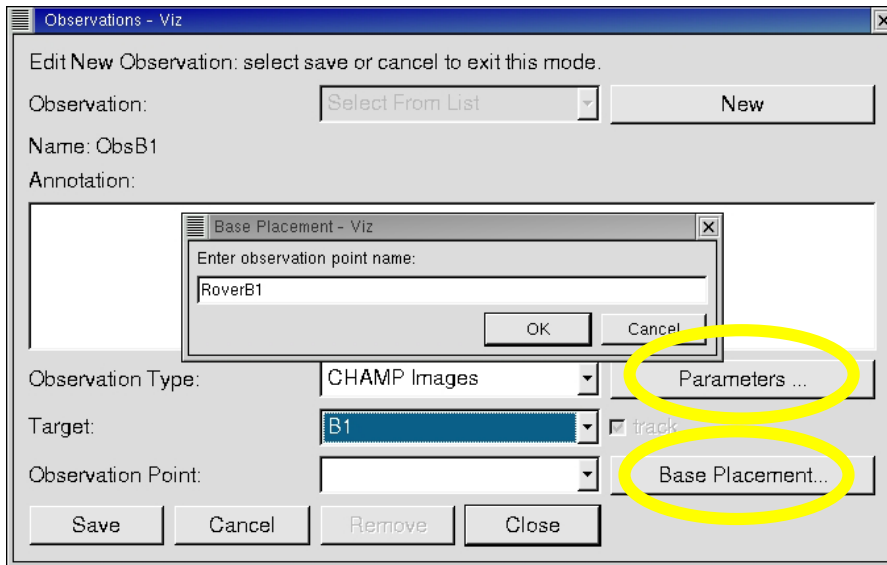 Observations - Viz
Edit New Observation: select save or cancel to exit this mode.
Observation: Select From List New
Name: ObsB1
Annotation:
Base Placement - Viz
Enter observation point name:
RoverB1
OK Cancel
Observation Type: CHAMP Images Parameters ...
Target: B1 track
Observation Point: Base Placement...
Save Cancel Remove Close